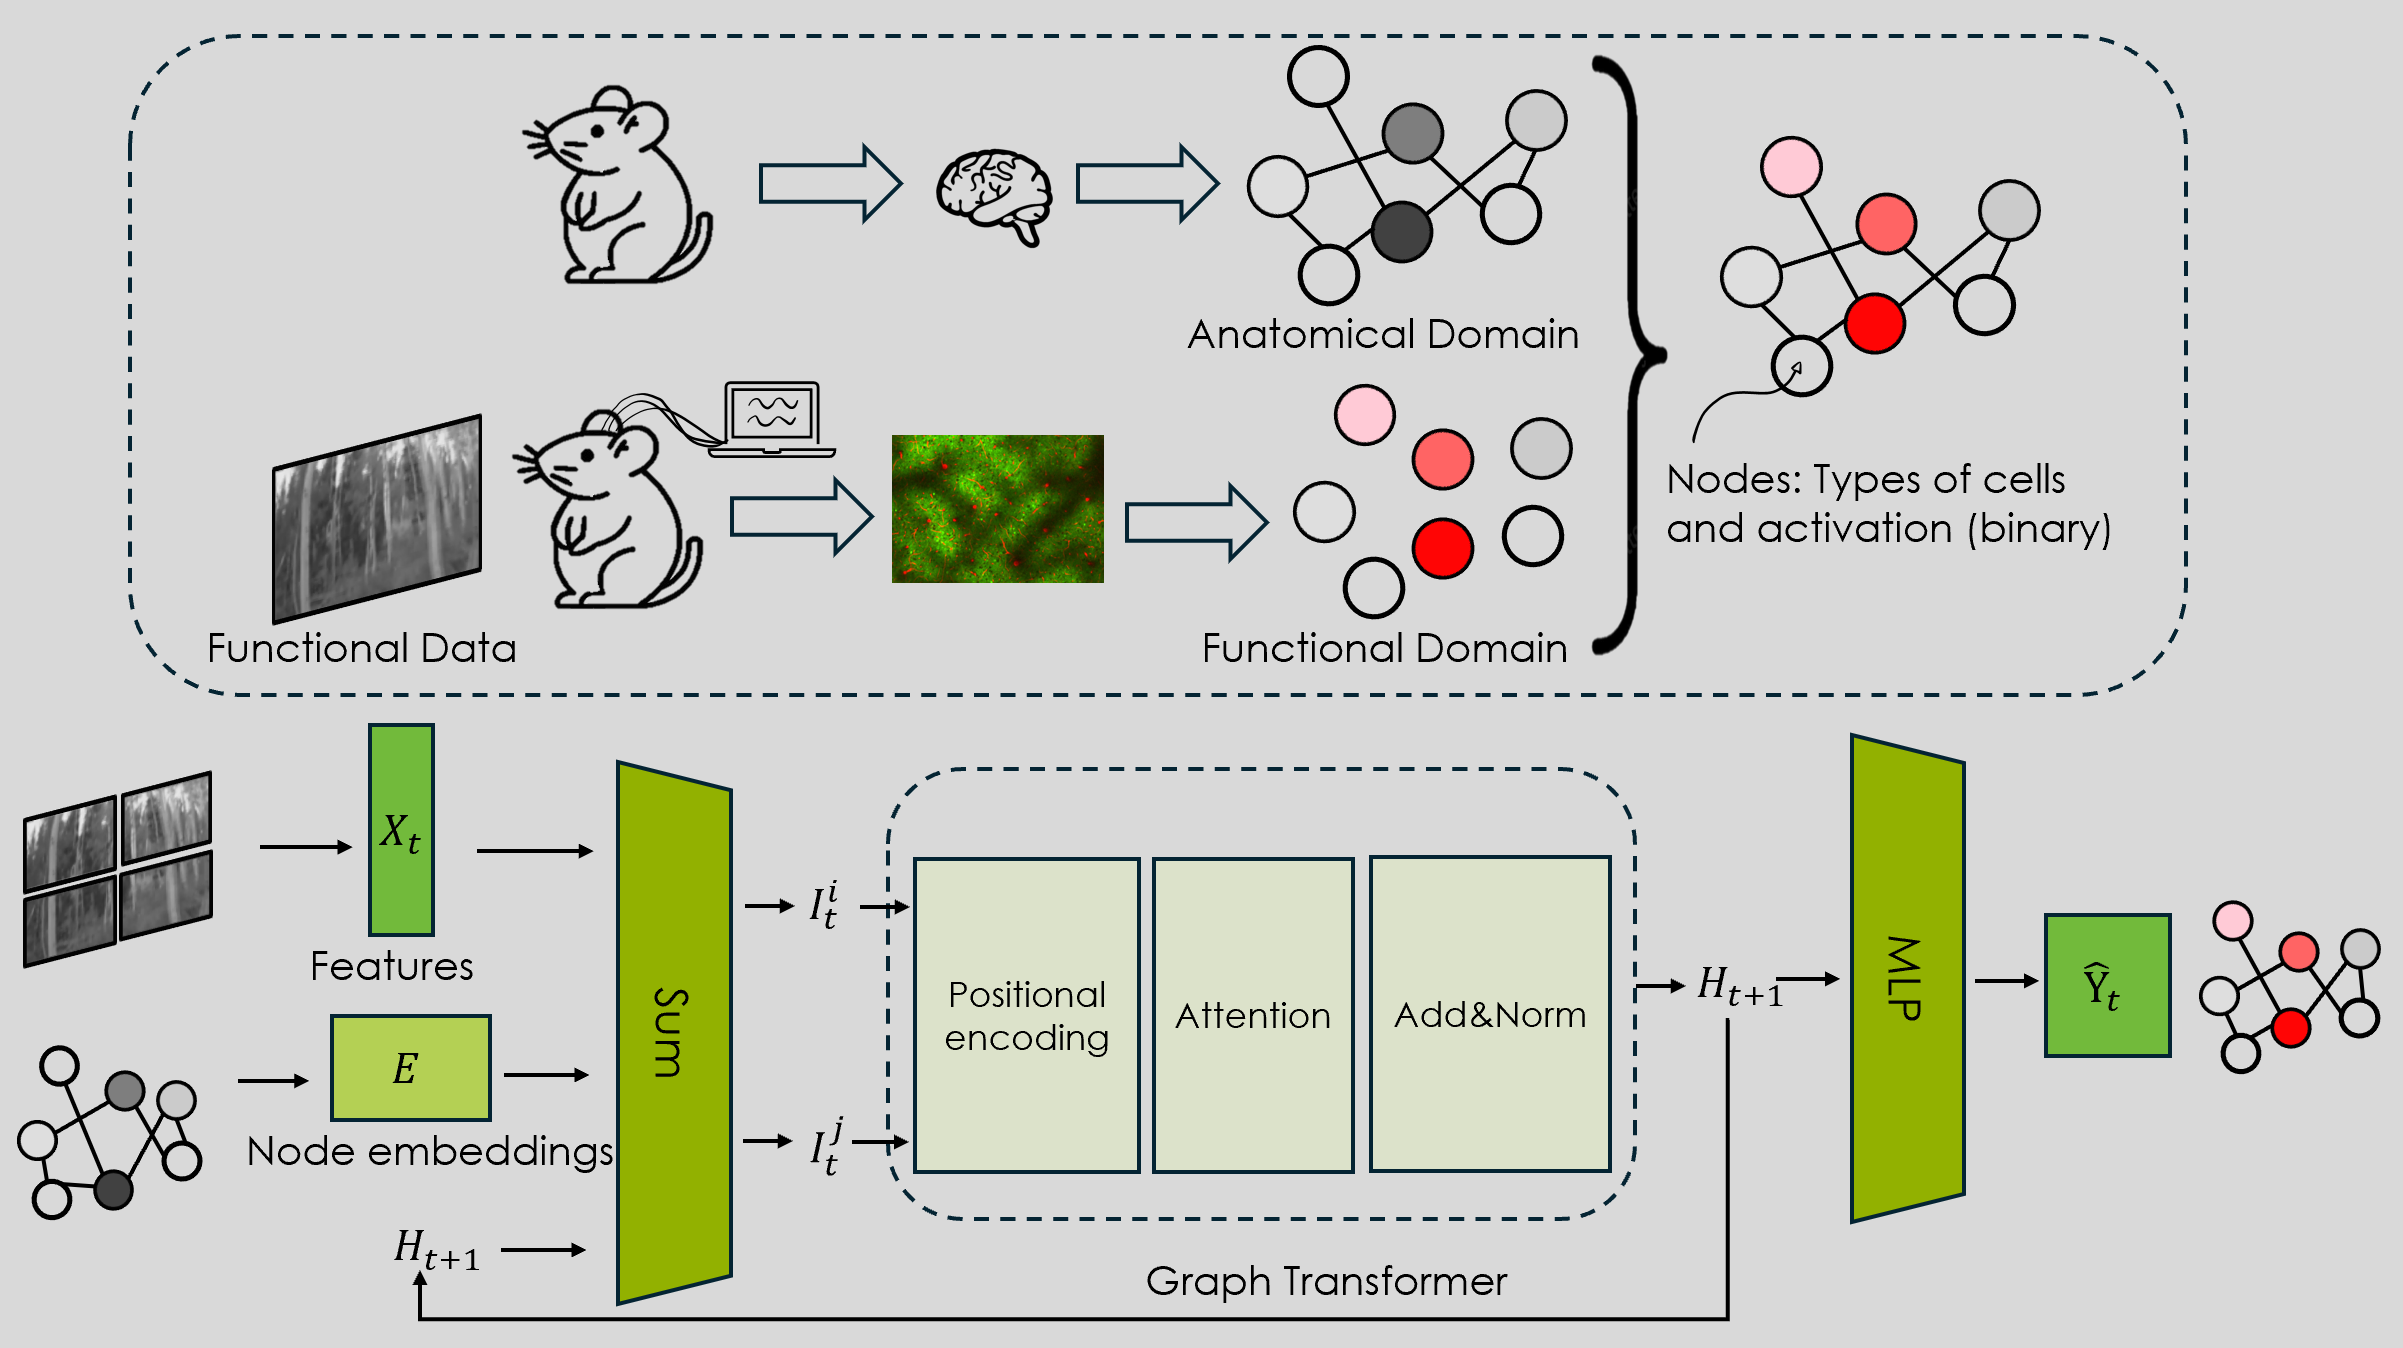 Anatomical Domain
Functional Data
Functional Domain
Nodes: Types of cells
and activation (binary)
X_t
Features
E
Node embeddings
H_{t+1}
Sum
I_t^i
I_t^j
Positional
encoding
Attention
Add&Norm
Graph Transformer
H_{t+1}
MLP
Ŷ_t